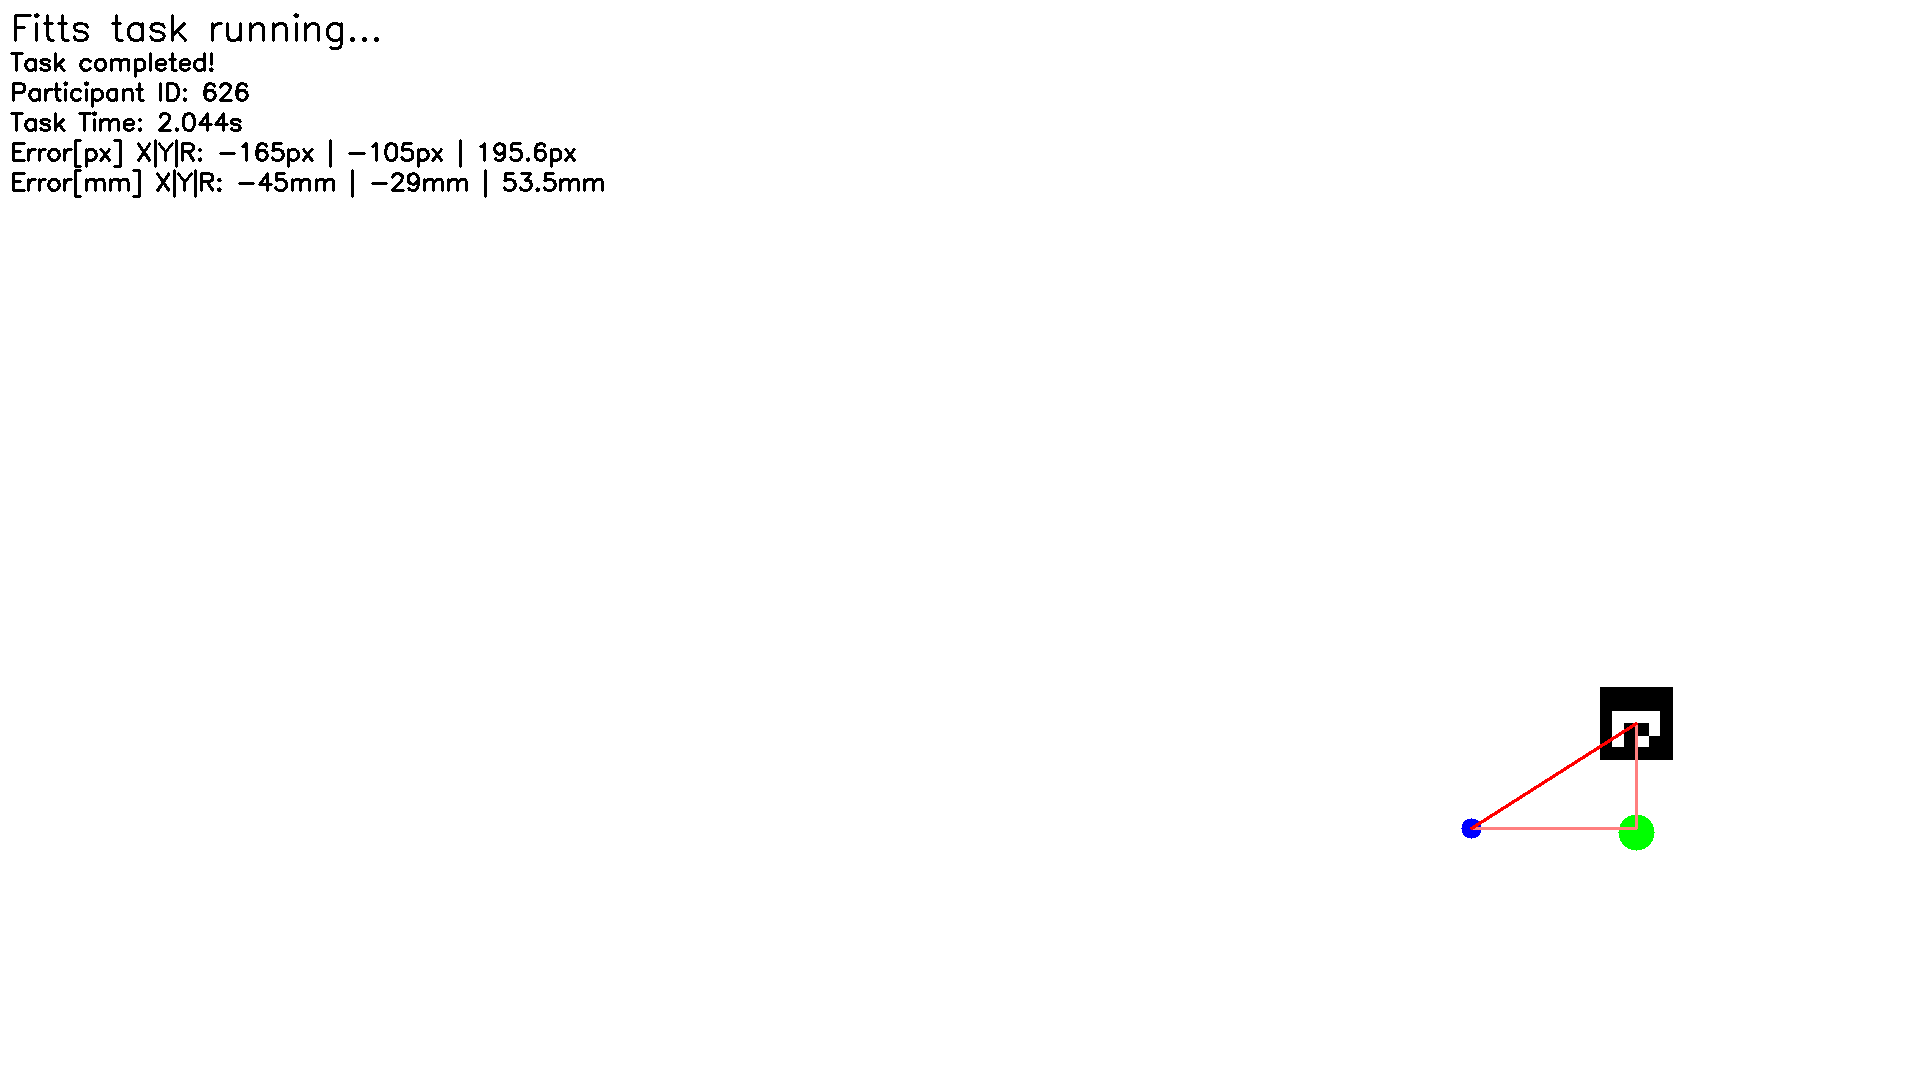 Fitts task running...
Task completed!
Participant ID: 626
Task Time: 2.044s
Error[px] X|Y|R: -165px | -105px | 195.6px
Error[mm] X|Y|R: -45mm | -29mm | 53.5mm